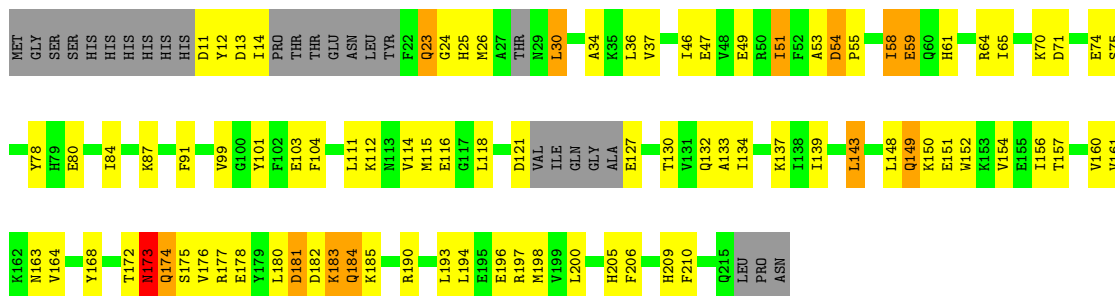 MET GLY SER SER HIS HIS HIS HIS HIS HIS D11 Y12 D13 I14 PRO THR THR GLU ASN LEU TYR F22 Q23 G24 H25 M26 A27 THR N29 L30 A34 K35 L36 V37 I46 E47 V48 E49 R50 I51 F52 A53 D54 P55 I58 E59 Q60 H61 R64 I65 K70 D71 E74 S75
Y78 H79 E80 I84 K87 F91 V99 G100 Y101 F102 E103 F104 L111 K112 N113 V114 M115 E116 G117 L118 D121 VAL ILE GLN GLY ALA E127 T130 V131 Q132 A133 I134 K137 I138 I139 L143 L148 Q149 K150 E151 W152 K153 V154 E155 I156 T157 V160
K162 N163 V164 Y168 T172 N173 Q174 S175 V176 R177 E178 Y179 L180 D181 D182 K183 Q184 K185 R190 L193 L194 E195 E196 R197 M198 V199 L200 H205 F206 H209 F210 Q215 LEU PRO ASN